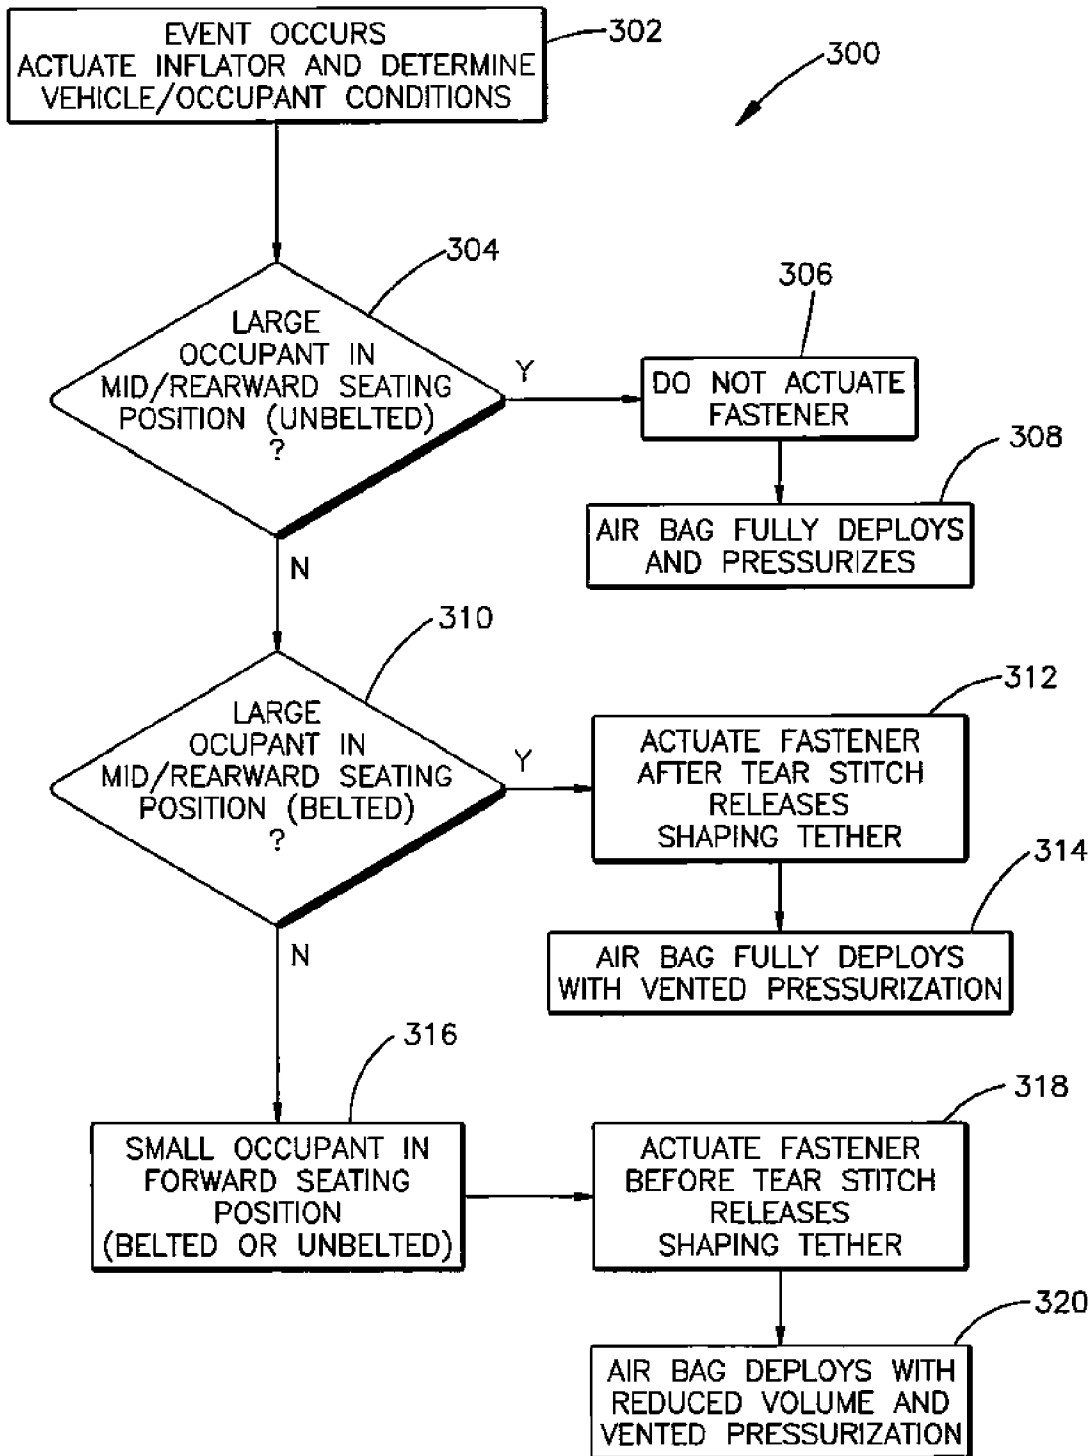 EVENT OCCURS
ACTUATE INFLATOR AND DETERMINE
VEHICLE/OCCUPANT CONDITIONS
302
300
304
LARGE
OCCUPANT IN
MID/REARWARD SEATING
POSITION (UNBELTED)
?
Y
N
306
DO NOT ACTUATE
FASTENER
308
AIR BAG FULLY DEPLOYS
AND PRESSURIZES
310
LARGE
OCUPANT IN
MID/REARWARD SEATING
POSITION (BELTED)
?
Y
N
312
ACTUATE FASTENER
AFTER TEAR STITCH
RELEASES
SHAPING TETHER
314
AIR BAG FULLY DEPLOYS
WITH VENTED PRESSURIZATION
316
SMALL OCCUPANT IN
FORWARD SEATING
POSITION
(BELTED OR UNBELTED)
318
ACTUATE FASTENER
BEFORE TEAR STITCH
RELEASES
SHAPING TETHER
320
AIR BAG DEPLOYS WITH
REDUCED VOLUME AND
VENTED PRESSURIZATION